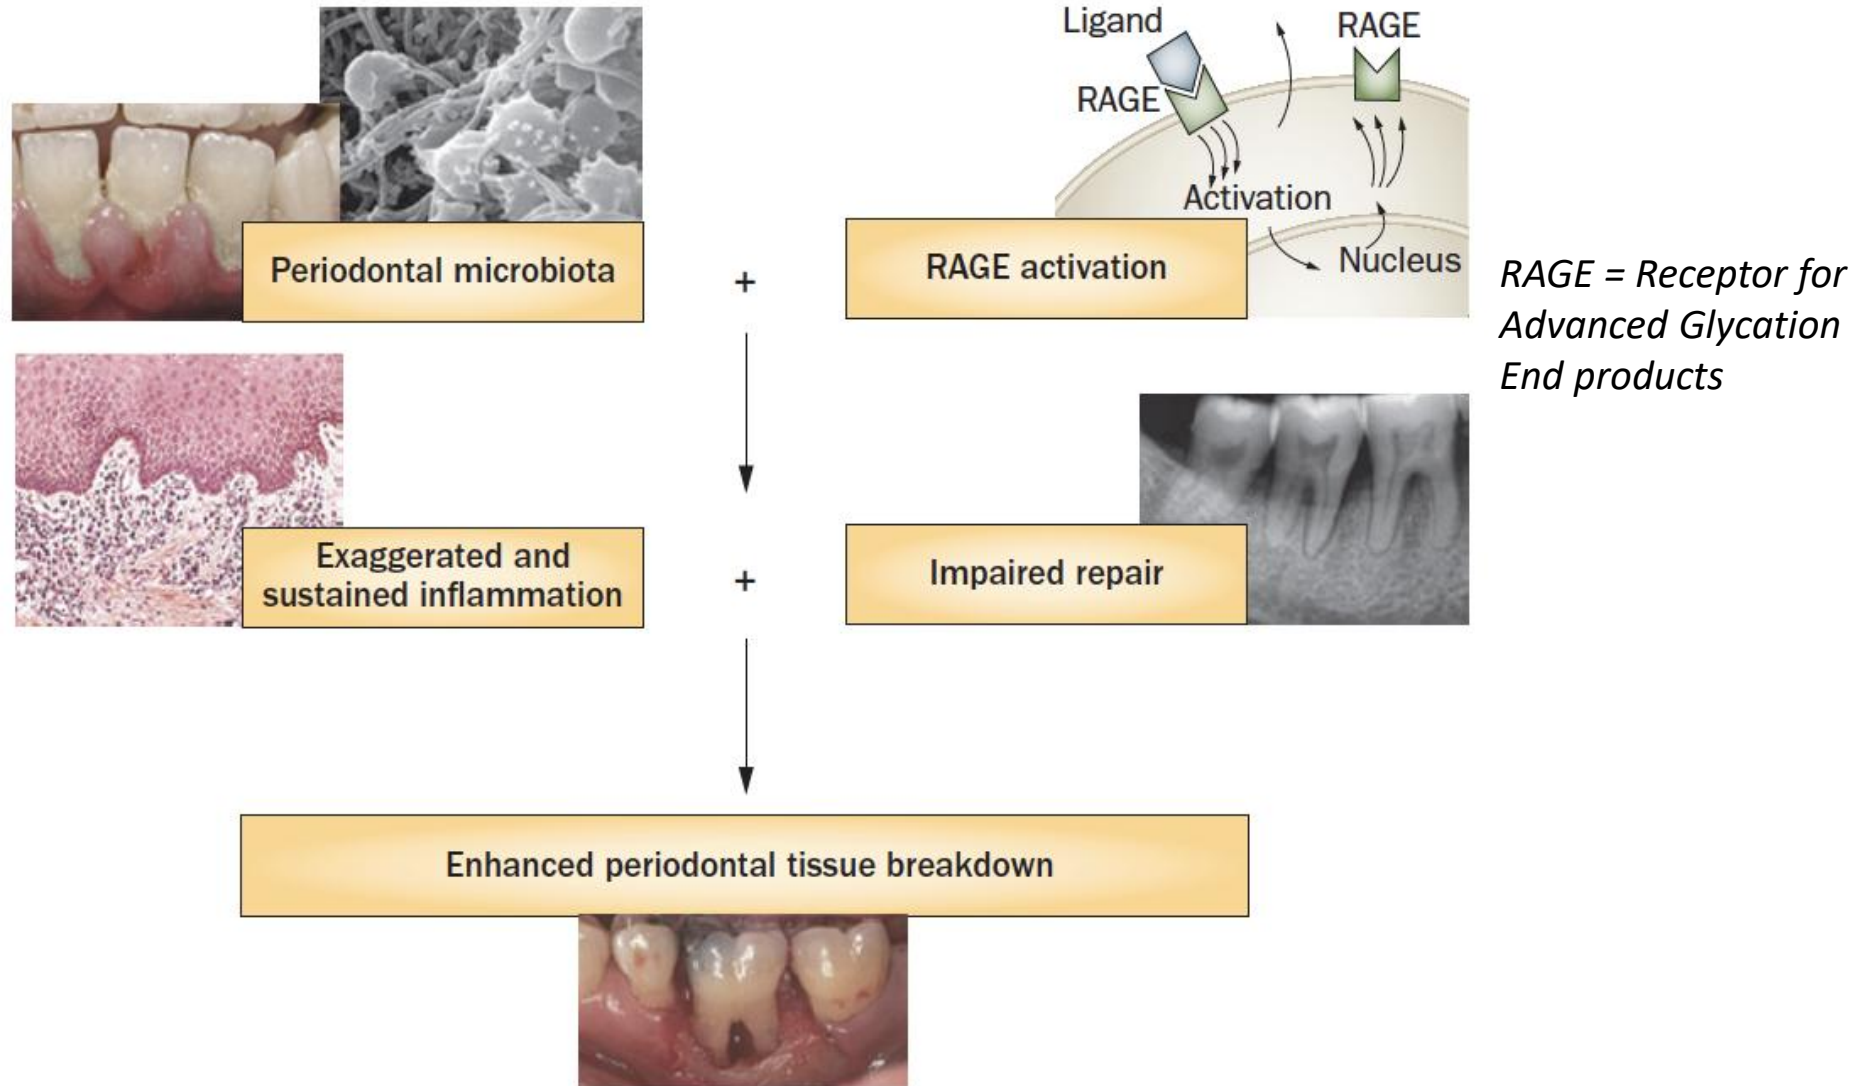 Ligand
RAGE
RAGE
Activation
Nucleus
Periodontal microbiota
+
RAGE activation
RAGE = Receptor for
Advanced Glycation
End products
Exaggerated and
sustained inflammation
+
Impaired repair
Enhanced periodontal tissue breakdown